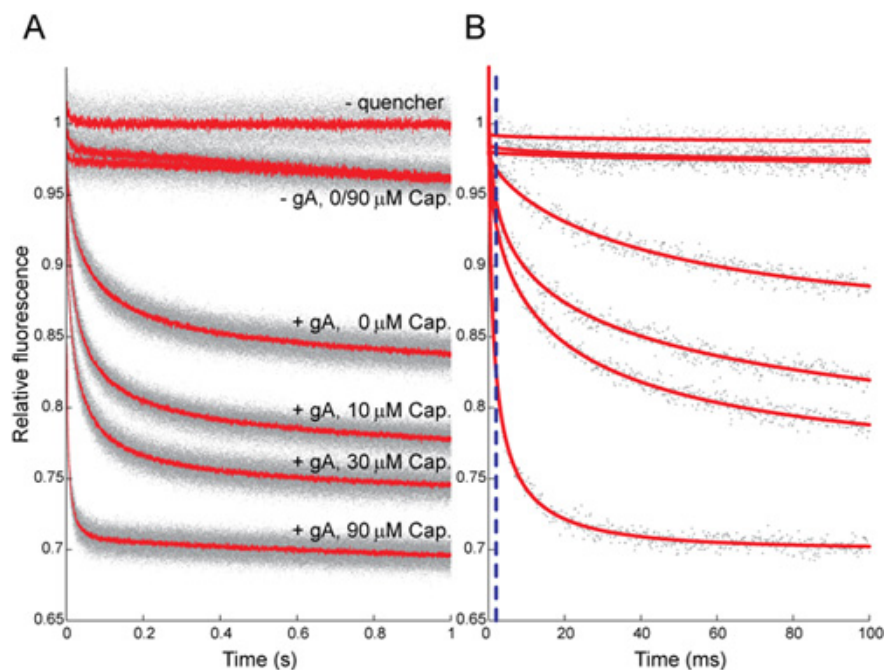 A
B
- quencher
- gA, 0/90 μM Cap.
+ gA, 0 μM Cap.
+ gA, 10 μM Cap.
+ gA, 30 μM Cap.
+ gA, 90 μM Cap.
Relative fluorescence
1
0.95
0.9
0.85
0.8
0.75
0.7
0.65
0 0.2 0.4 0.6 0.8 1
Time (s)
1
0.95
0.9
0.85
0.8
0.75
0.7
0.65
0 20 40 60 80 100
Time (ms)